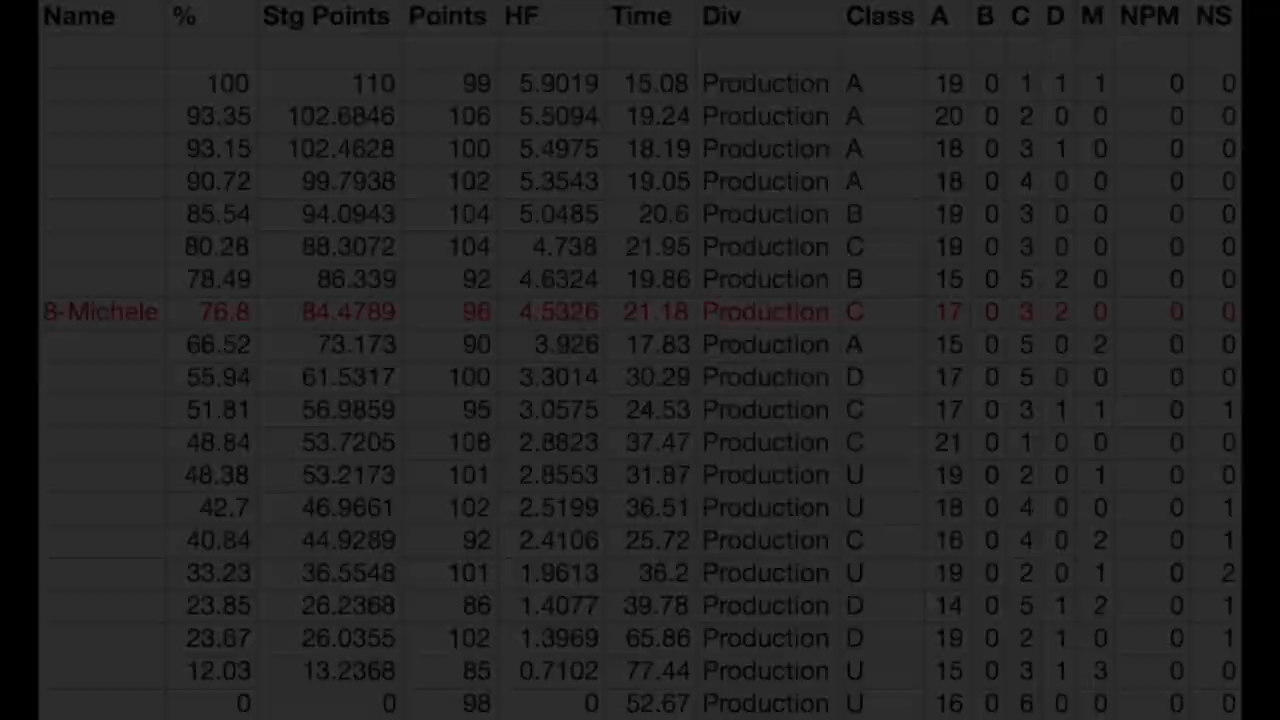 Name % Stg Points Points HF Time Div Class A B C D M NPM NS
100 110 99 5.9019 15.08 Production A 19 0 1 1 1 0 0
93.35 102.6846 106 5.5094 19.24 Production A 20 0 2 0 0 0 0
93.15 102.4628 100 5.4975 18.19 Production A 18 0 3 1 0 0 0
90.72 99.7938 102 5.3543 19.05 Production A 18 0 4 0 0 0 0
85.54 94.0943 104 5.0485 20.6 Production B 19 0 3 0 0 0 0
80.28 88.3072 104 4.738 21.95 Production C 19 0 3 0 0 0 0
78.49 86.339 92 4.6324 19.86 Production B 15 0 5 2 0 0 0
8-Michele 76.8 84.4789 96 4.5326 21.18 Production C 17 0 3 2 0 0 0
66.52 73.173 90 3.926 17.83 Production A 15 0 5 0 2 0 0
55.94 61.5317 100 3.3014 30.29 Production D 17 0 5 0 0 0 0
51.81 56.9859 95 3.0575 24.53 Production C 17 0 3 1 1 0 1
48.84 53.7205 108 2.8823 37.47 Production C 21 0 1 0 0 0 0
48.38 53.2173 101 2.8553 31.87 Production U 19 0 2 0 1 0 0
42.7 46.9661 102 2.5199 36.51 Production U 18 0 4 0 0 0 1
40.84 44.9289 92 2.4106 25.72 Production C 16 0 4 0 2 0 1
33.23 36.5548 101 1.9613 36.2 Production U 19 0 2 0 1 0 2
23.85 26.2368 86 1.4077 39.78 Production D 14 0 5 1 2 0 1
23.67 26.0355 102 1.3969 65.86 Production D 19 0 2 1 0 0 1
12.03 13.2368 85 0.7102 77.44 Production U 15 0 3 1 3 0 0
0 0 98 0 52.67 Production U 16 0 6 0 0 0 0